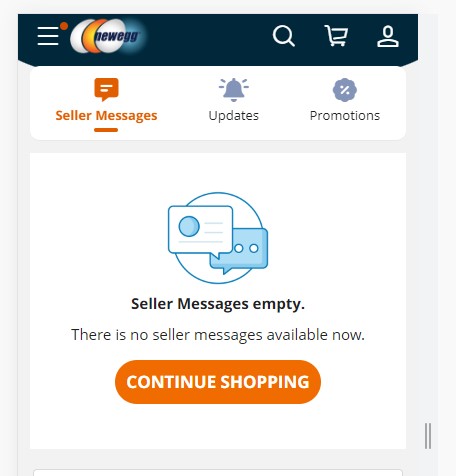 newegg
Seller Messages Updates Promotions
Seller Messages empty.
There is no seller messages available now.
CONTINUE SHOPPING